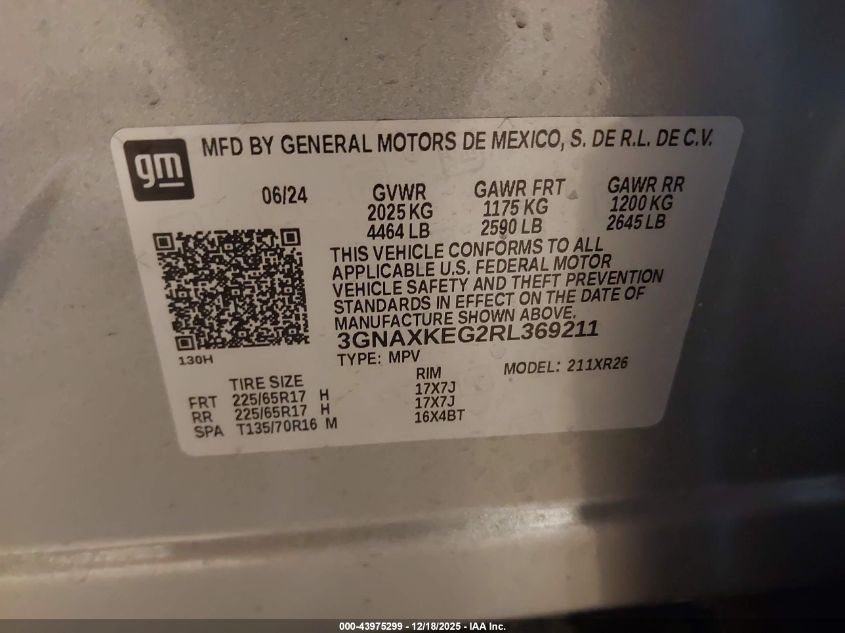 gm
MFD BY GENERAL MOTORS DE MEXICO, S. DE R.L. DE C.V.
06/24 GVWR GAWR FRT GAWR RR
2025 KG 1175 KG 1200 KG
4464 LB 2590 LB 2645 LB
THIS VEHICLE CONFORMS TO ALL
APPLICABLE U.S. FEDERAL MOTOR
VEHICLE SAFETY AND THEFT PREVENTION
STANDARDS IN EFFECT ON THE DATE OF
MANUFACTURE SHOWN ABOVE.
3GNAXKEG2RL369211
130H
TYPE: MPV MODEL: 211XR26
TIRE SIZE RIM
FRT 225/65R17 H 17X7J
RR 225/65R17 H 17X7J
SPA T135/70R16 M 16X4BT
000-43975299 - 12/18/2025 - IAA Inc.